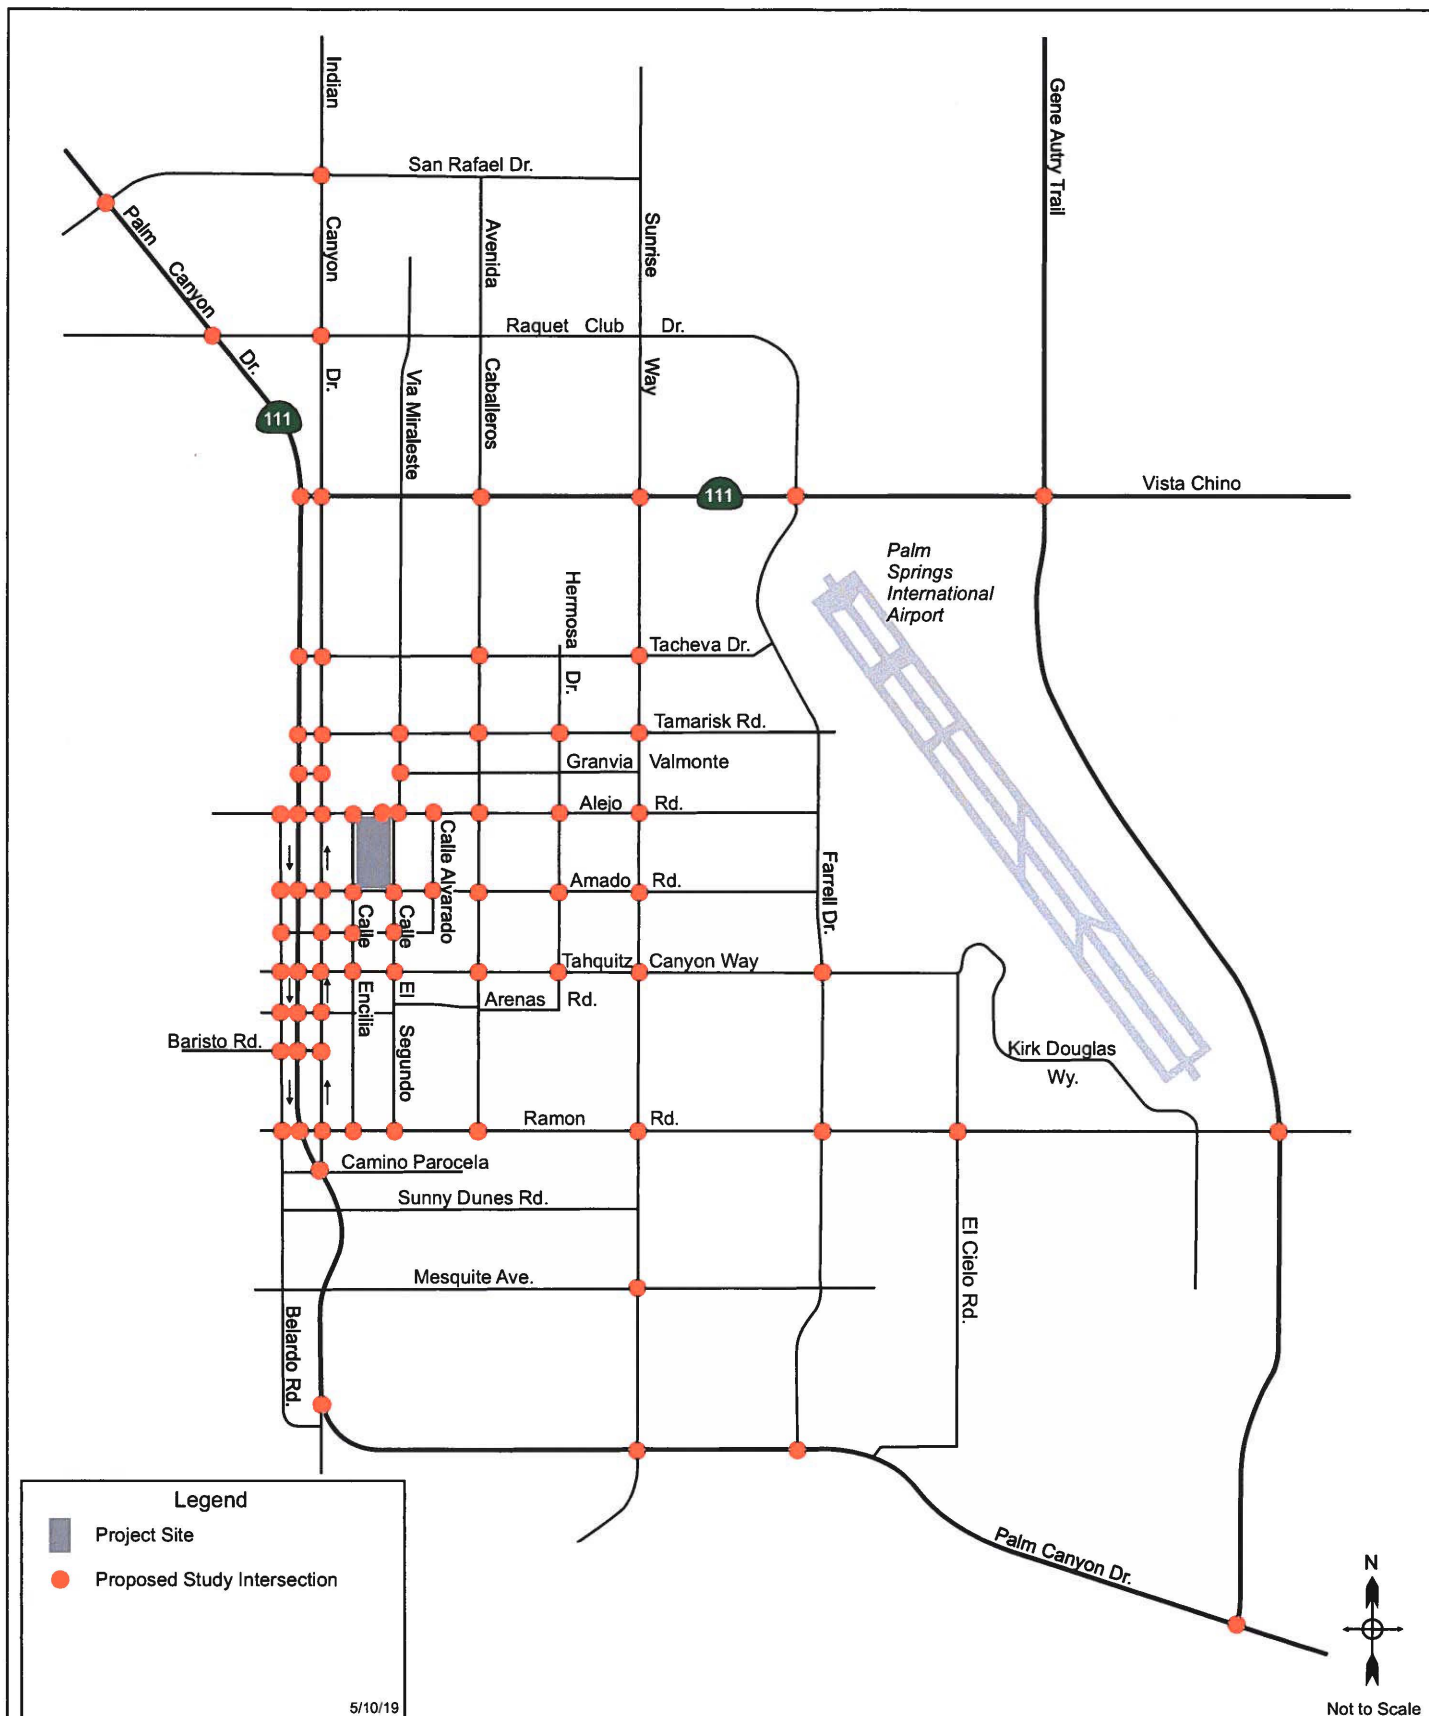 Indian
Canyon
Dr.
San Rafael Dr.
Gene Autry Trail
Palm
Canyon
Dr.
Avenida
Caballeros
Sunrise
Way
Raquet Club Dr.
Via Miraleste
111
111
Vista Chino
Palm
Springs
International
Airport
Hermosa
Dr.
Tacheva Dr.
Tamarisk Rd.
Granvia Valmonte
Alejo Rd.
Calle Alvarado
Farrell Dr.
Amado Rd.
Calle
Encilia
Calle
El
Segundo
Tahquitz Canyon Way
Arenas Rd.
Baristo Rd.
Kirk Douglas
Wy.
Ramon Rd.
Camino Parocela
Sunny Dunes Rd.
El Cielo Rd.
Mesquite Ave.
Belardo Rd.
Palm Canyon Dr.
Legend
Project Site
Proposed Study Intersection
5/10/19
N
Not to Scale